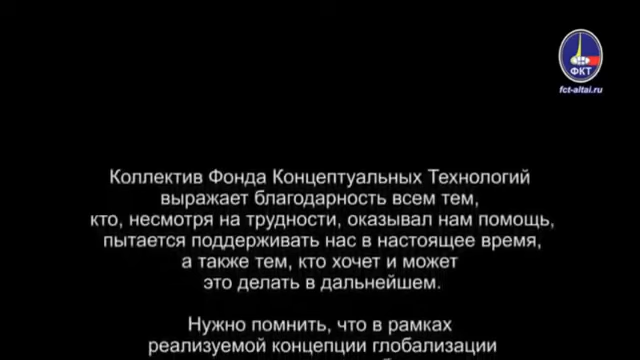 ФКТ
fct-altai.ru
Коллектив Фонда Концептуальных Технологий
выражает благодарность всем тем,
кто, несмотря на трудности, оказывал нам помощь,
пытается поддерживать нас в настоящее время,
а также тем, кто хочет и может
это делать в дальнейшем.
Нужно помнить, что в рамках
реализуемой концепции глобализации